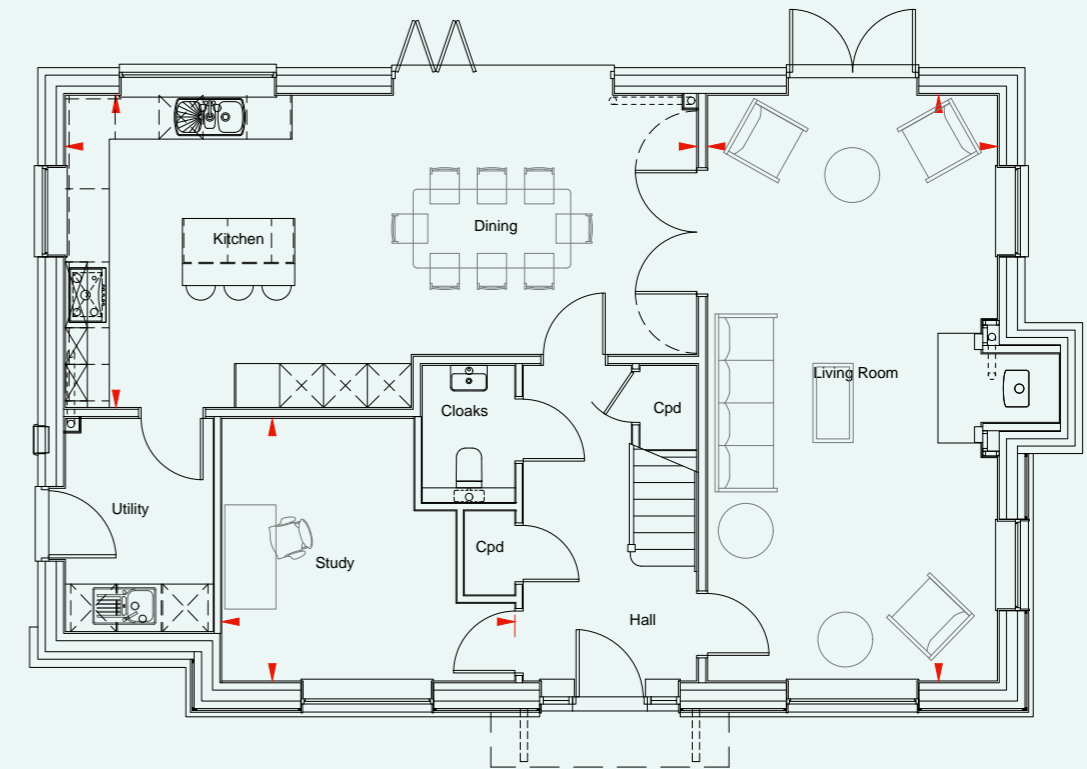 Kitchen
Dining
Living Room
Cloaks
Cpd
Utility
Cpd
Study
Hall